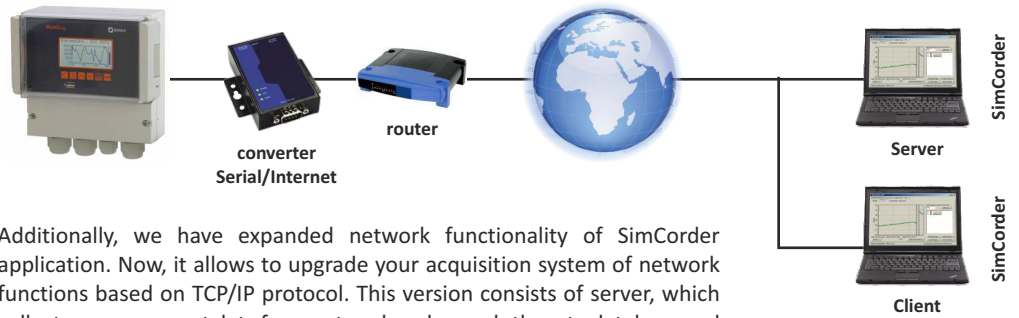 converter
Serial/Internet
router
Server
SimCorder
Client
SimCorder
Additionally, we have expanded network functionality of SimCorder
application. Now, it allows to upgrade your acquisition system of network
functions based on TCP/IP protocol. This version consists of server, which